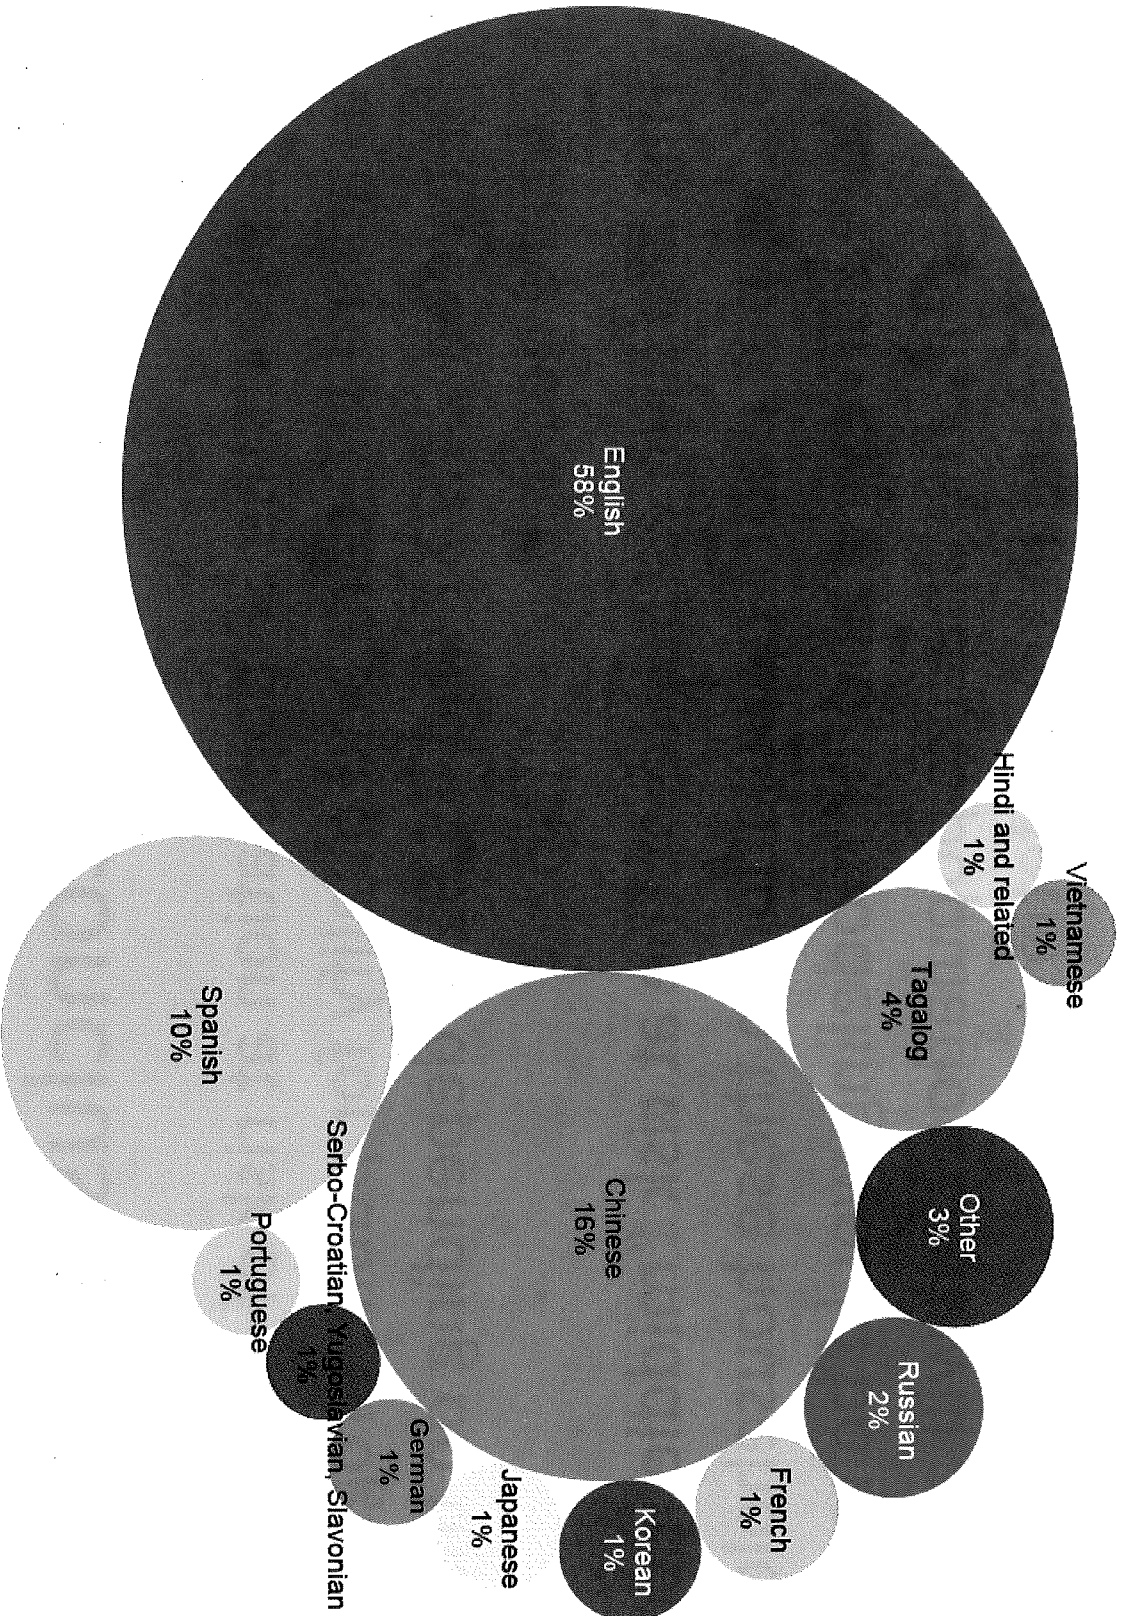 English
58%
Hindi and related
1%
Vietnamese
1%
Tagalog
4%
Spanish
10%
Chinese
16%
Other
3%
Russian
2%
French
1%
Korean
1%
Japanese
1%
German
1%
Serbo-Croatian, Yugoslavian, Slavonian
1%
Portuguese
1%